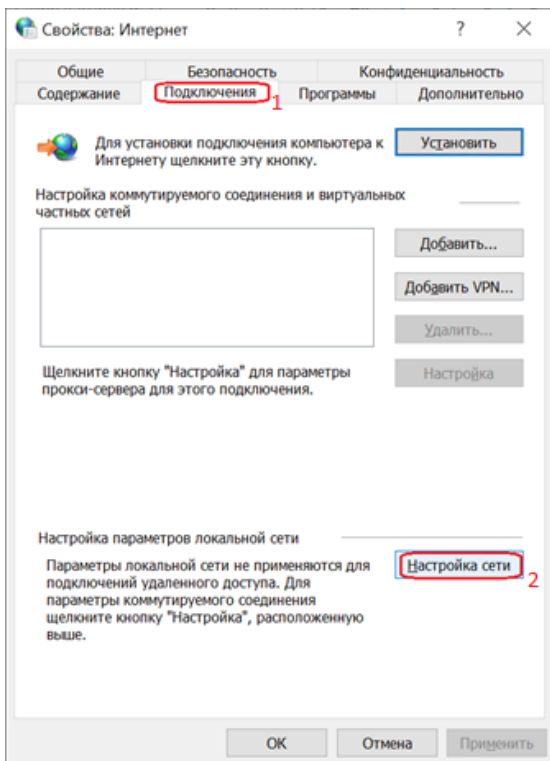 Свойства: Интернет
Общие Безопасность Конфиденциальность
Содержание Подключения Программы Дополнительно
1
Для установки подключения компьютера к
Интернету щелкните эту кнопку.
Установить
Настройка коммутируемого соединения и виртуальных
частных сетей
Добавить...
Добавить VPN...
Удалить...
Щелкните кнопку "Настройка" для параметры
прокси-сервера для этого подключения.
Настройка
Настройка параметров локальной сети
Параметры локальной сети не применяются для
подключений удаленного доступа. Для
параметры коммутируемого соединения
щелкните кнопку "Настройка", расположенную
выше.
Настройка сети
2
ОК Отмена Применить